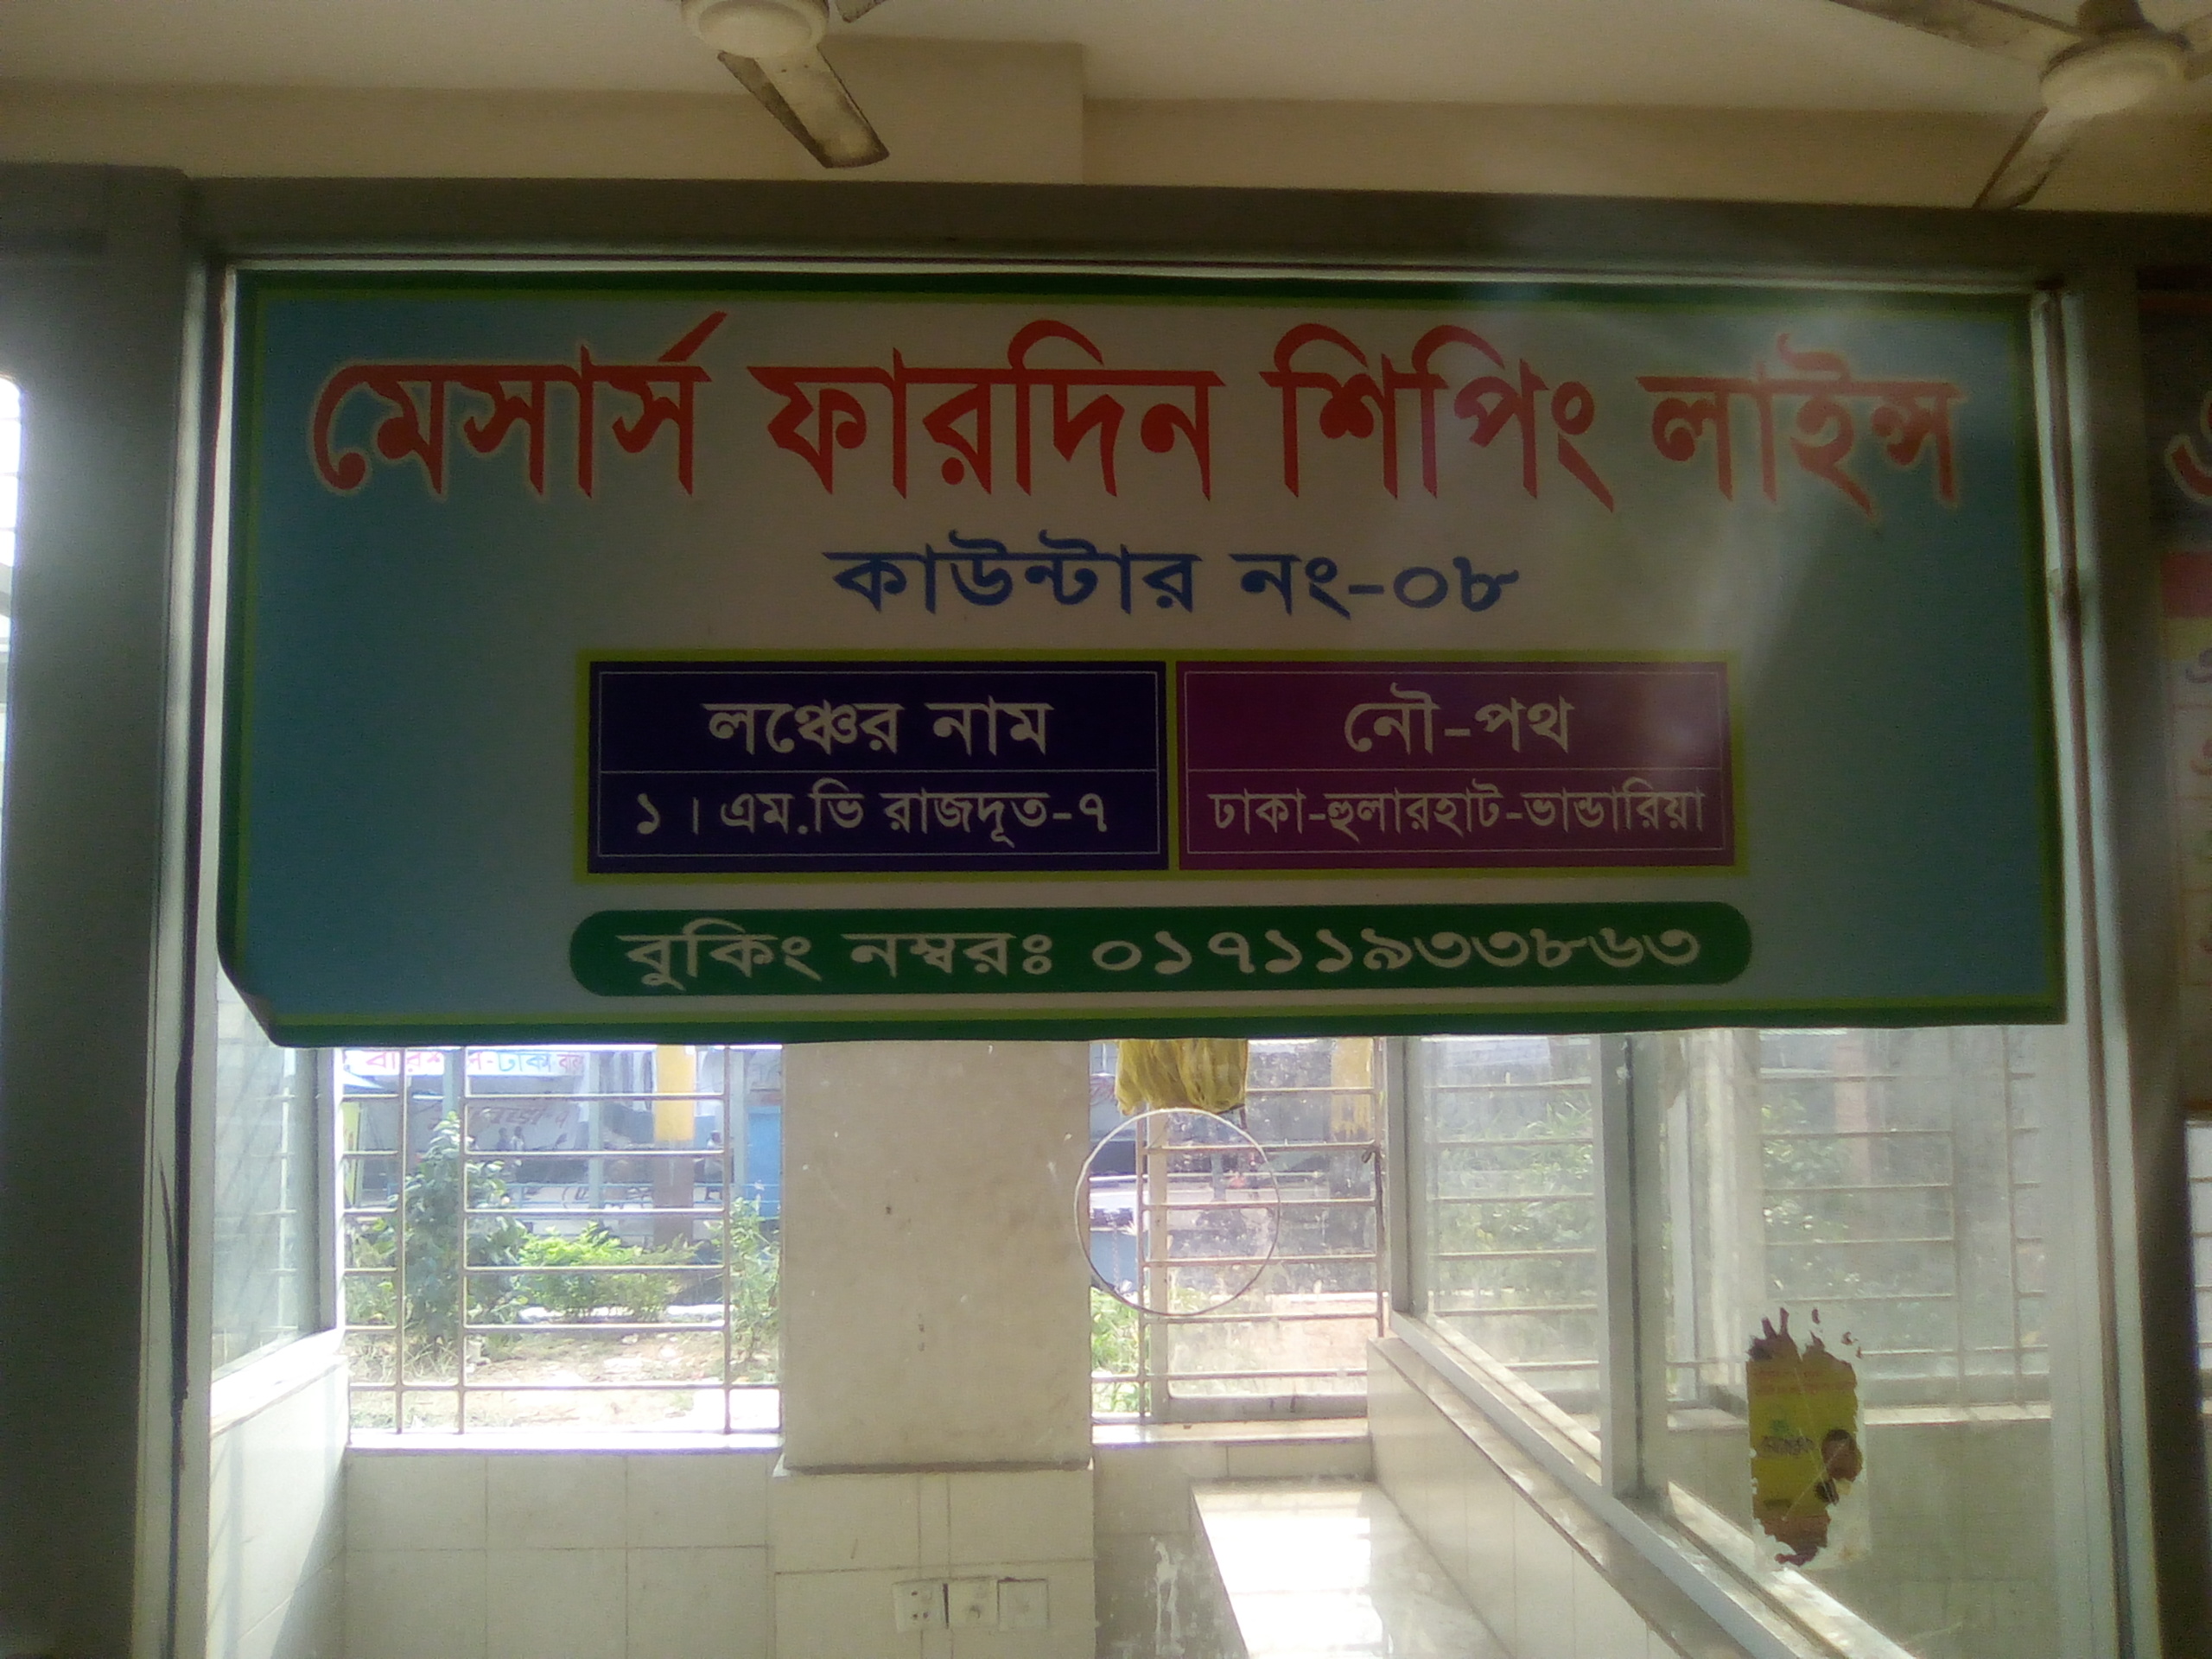 মেসার্স ফারদিন শিপিং লাইন্স
কাউন্টার নং-০৮
লঞ্চের নাম
১। এম.ভি রাজদূত-৭
নৌ-পথ
ঢাকা-হুলারহাট-ভান্ডারিয়া
বুকিং নম্বরঃ ০১৭১১৯৩৩৮৬৩